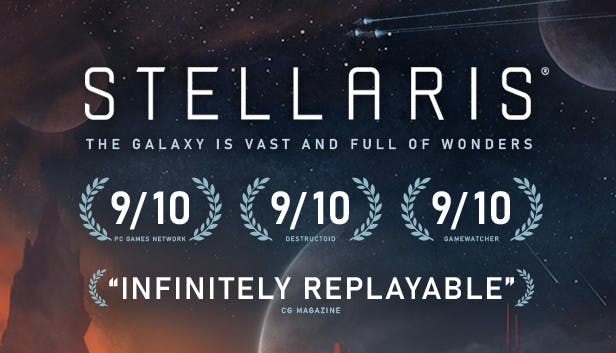 STELLARIS®
THE GALAXY IS VAST AND FULL OF WONDERS
9/10 9/10 9/10
PC GAMES NETWORK DESTRUCTOID GAMEWATCHER
“INFINITELY REPLAYABLE”
CG MAGAZINE